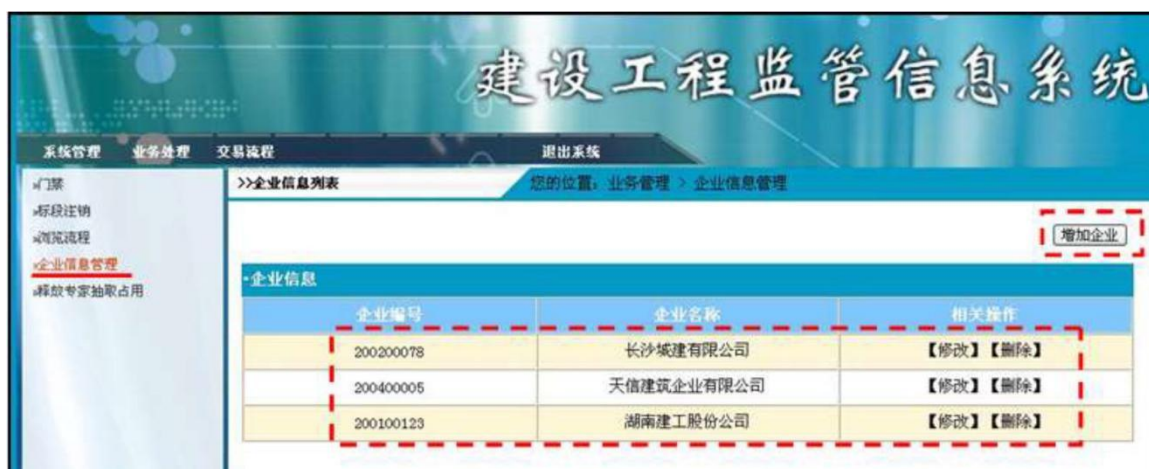 建设工程监管信息系统
系统管理 业务处理 交易流程 退出系统
»门禁
»标段注销
»浏览流程
»企业信息管理
»释放专家抽取占用
>>企业信息列表
您的位置：业务管理 > 企业信息管理
增加企业
·企业信息
企业编号 企业名称 相关操作
200200078 长沙城建有限公司 【修改】【删除】
200400005 天信建筑企业有限公司 【修改】【删除】
200100123 湖南建工股份公司 【修改】【删除】